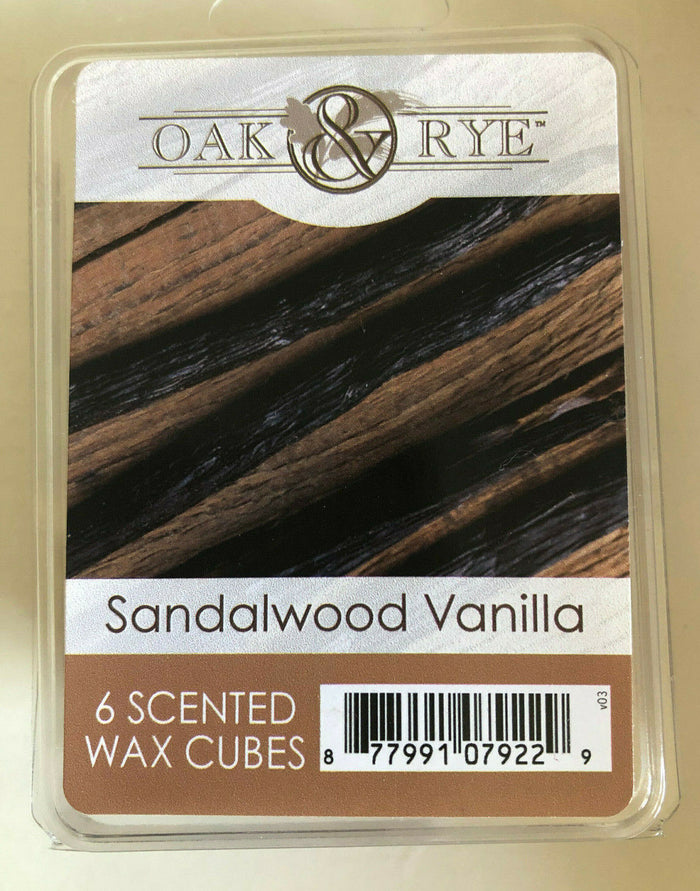 OAK & RYE™
Sandalwood Vanilla
6 SCENTED
WAX CUBES
v03
8 77991 07922 9